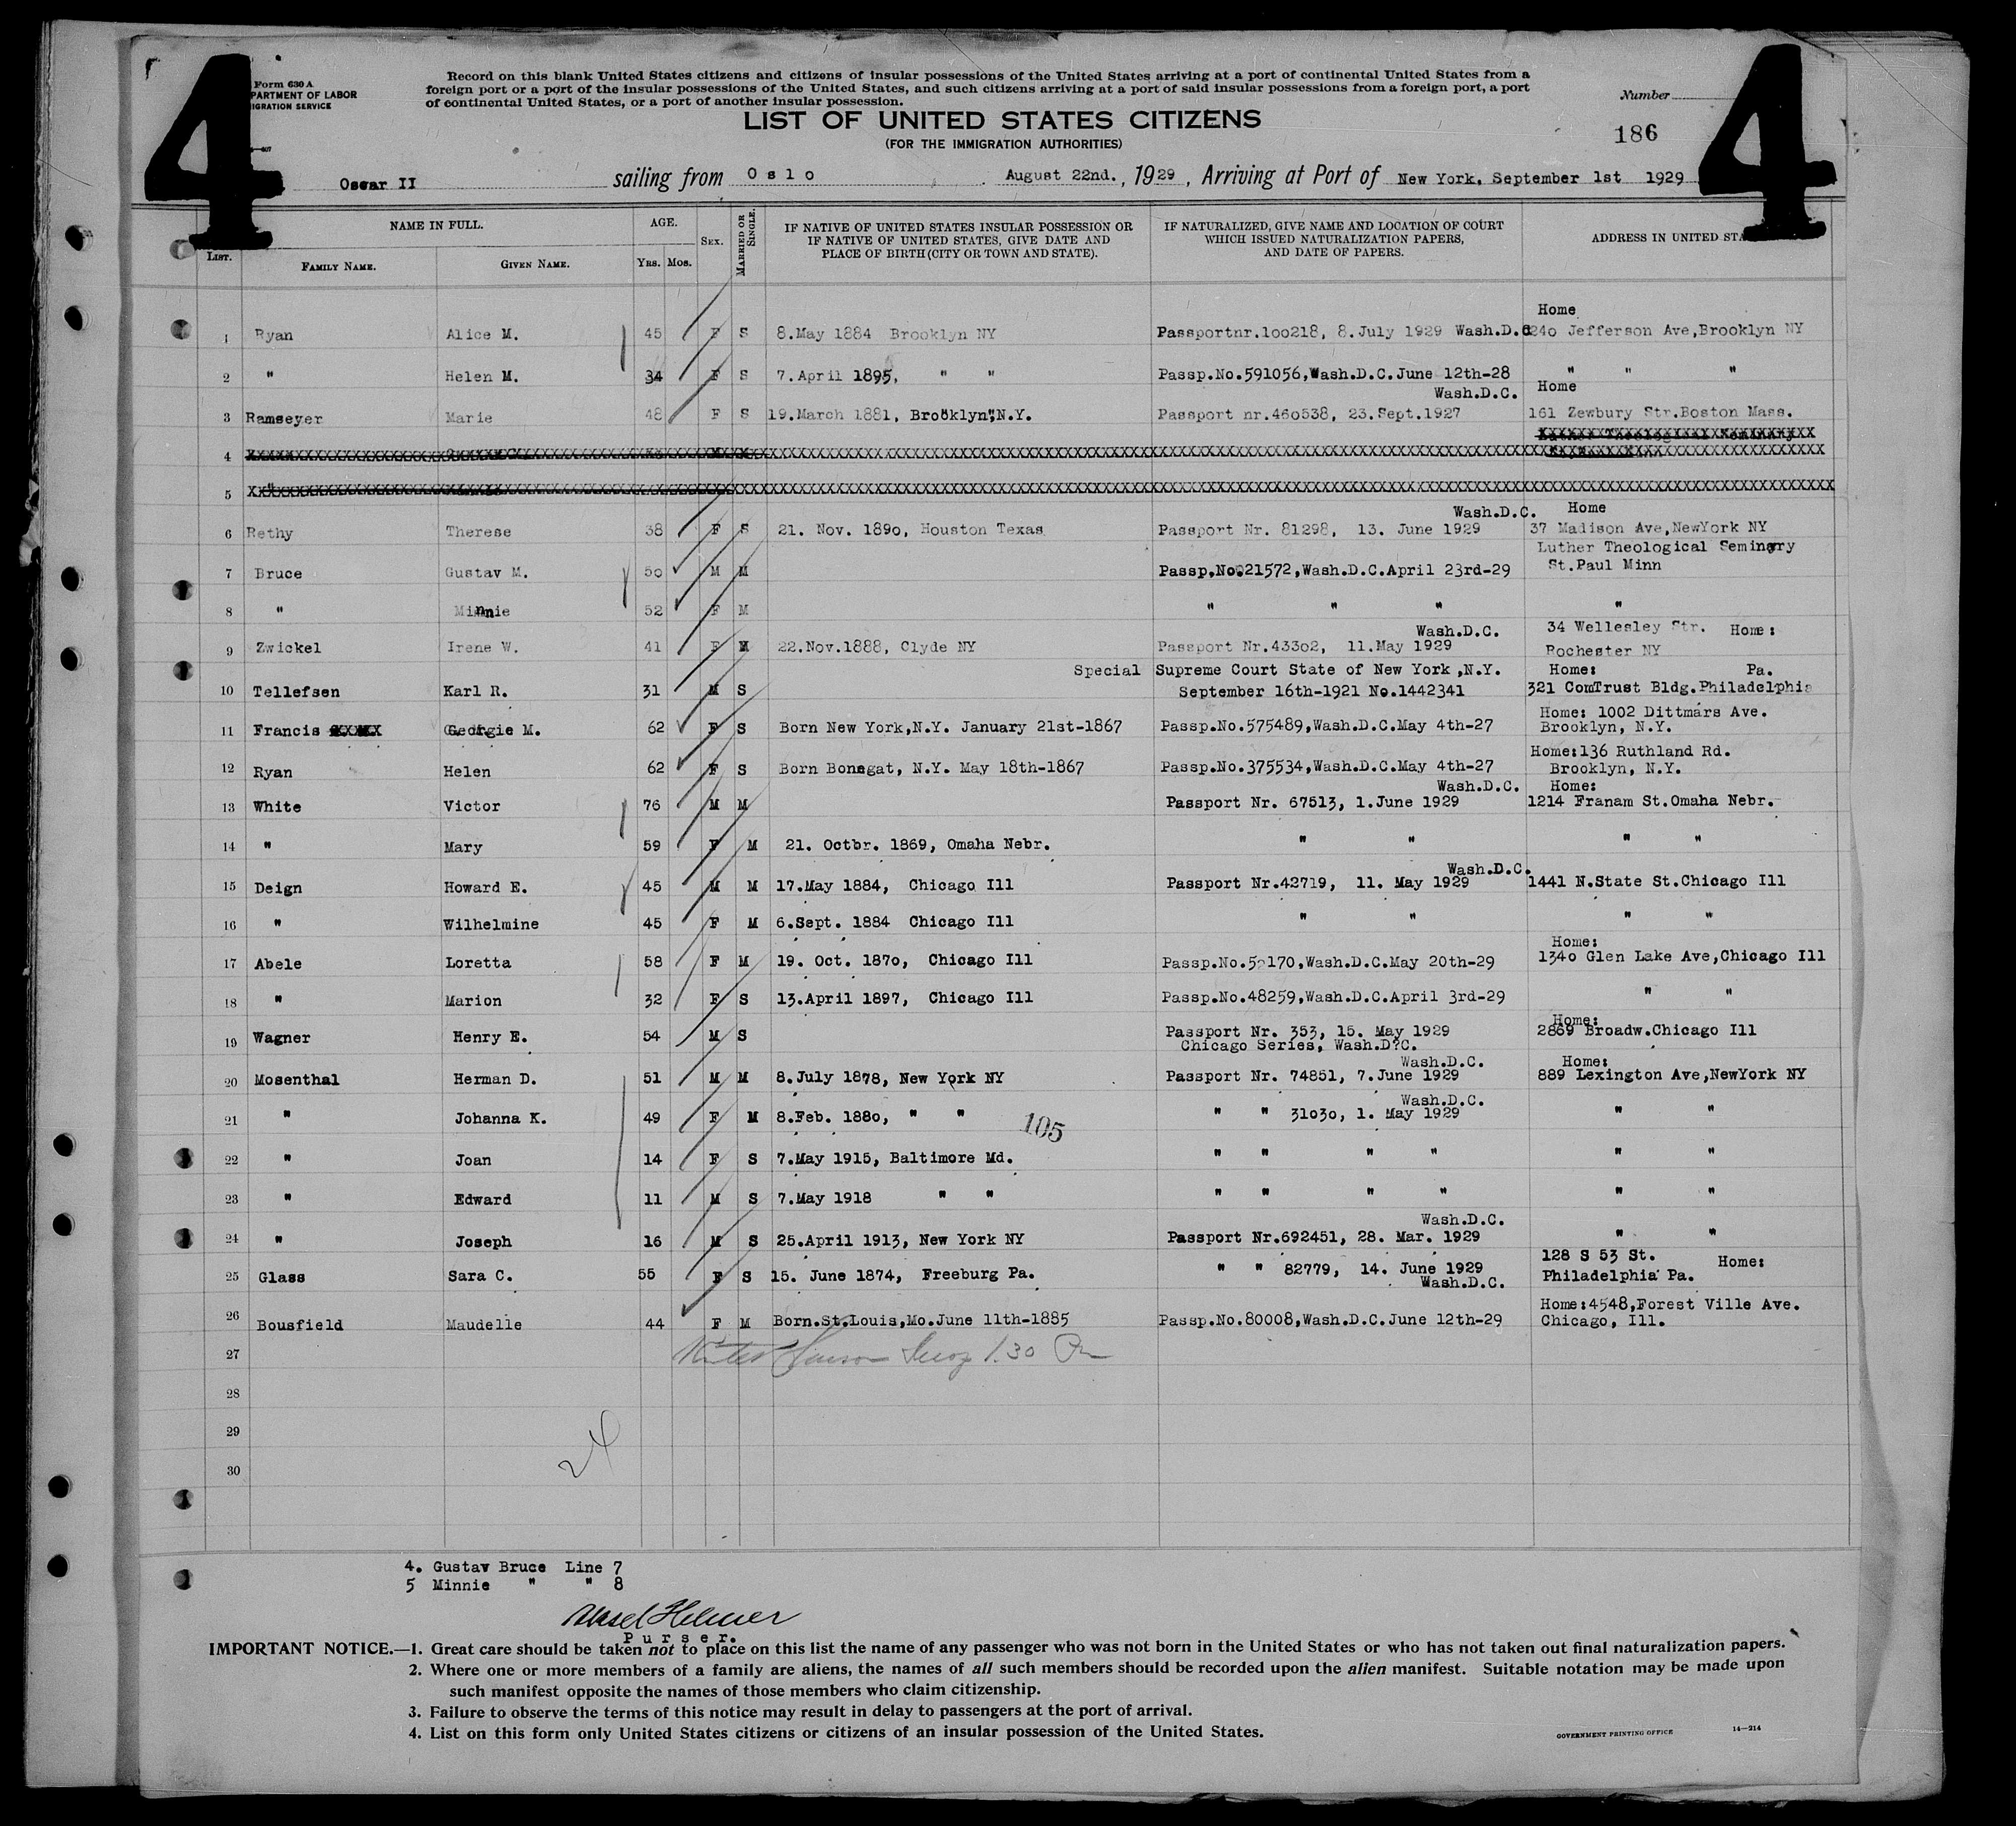 4
4
Form 630 A
PARTMENT OF LABOR
IGRATION SERVICE
Record on this blank United States citizens and citizens of insular possessions of the United States arriving at a port of continental United States from a
foreign port or a port of the insular possessions of the United States, and such citizens arriving at a port of said insular possessions from a foreign port, a port
of continental United States, or a port of another insular possession.
Number
LIST OF UNITED STATES CITIZENS
(FOR THE IMMIGRATION AUTHORITIES)
186
Oscar II sailing from Oslo August 22nd., 1929, Arriving at Port of New York, September 1st 1929
LIST. NAME IN FULL. AGE. SEX. MARRIED OR SINGLE. IF NATIVE OF UNITED STATES INSULAR POSSESSION OR IF NATIVE OF UNITED STATES, GIVE DATE AND PLACE OF BIRTH (CITY OR TOWN AND STATE). IF NATURALIZED, GIVE NAME AND LOCATION OF COURT WHICH ISSUED NATURALIZATION PAPERS, AND DATE OF PAPERS. ADDRESS IN UNITED STA
FAMILY NAME. GIVEN NAME. YRS. MOS.
Home
1 Ryan Alice M. 45 F S 8.May 1884 Brooklyn NY Passportnr.1oo218, 8.July 1929 Wash.D.C 24o Jefferson Ave,Brooklyn NY
2 " Helen M. 34 F S 7.April 1895, " " Passp.No.591056,Wash.D.C.June 12th-28 " " "
Wash.D.C. Home
3 Ramseyer Marie 48 F S 19.March 1881, Brooklyn,N.Y. Passport nr.46o538, 23.Sept.1927 161 Zewbury Str.Boston Mass.
4
5
Wash.D.C. Home
6 Rethy Therese 38 F S 21. Nov. 189o, Houston Texas Passport Nr. 81298, 13. June 1929 37 Madison Ave,NewYork NY
Luther Theological Seminary
7 Bruce Gustav M. 5o M M Passp.No.21572,Wash.D.C.April 23rd-29 St.Paul Minn
8 " Minnie 52 F M " " " "
Wash.D.C. 34 Wellesley Str. Home:
9 Zwickel Irene W. 41 F M 22.Nov.1888, Clyde NY Passport Nr.433o2, 11.May 1929 Rochester NY
Special Supreme Court State of New York ,N.Y. Home: Pa.
10 Tellefsen Karl R. 31 M S September 16th-1921 No.1442341 321 ComTrust Bldg.Philadelphia
Home: 1002 Dittmars Ave.
11 Francis Georgie M. 62 F S Born New York,N.Y. January 21st-1867 Passp.No.575489,Wash.D.C.May 4th-27 Brooklyn, N.Y.
Home:136 Ruthland Rd.
12 Ryan Helen 62 F S Born Bonegat, N.Y. May 18th-1867 Passp.No.375534,Wash.D.C.May 4th-27 Brooklyn, N.Y.
Wash.D.C. Home:
13 White Victor 76 M M Passport Nr. 67513, 1.June 1929 1214 Franam St.Omaha Nebr.
14 " Mary 59 F M 21. Octbr. 1869, Omaha Nebr. " " " "
Wash.D.C.
15 Deign Howard E. 45 M M 17.May 1884, Chicago Ill Passport Nr.42719, 11. May 1929 1441 N.State St.Chicago Ill
16 " Wilhelmine 45 F M 6.Sept. 1884 Chicago Ill " " " "
Home:
17 Abele Loretta 58 F M 19. Oct. 187o, Chicago Ill Passp.No.52170,Wash.D.C.May 20th-29 134o Glen Lake Ave,Chicago Ill
18 " Marion 32 F S 13.April 1897, Chicago Ill Passp.No.48259,Wash.D.C.April 3rd-29 " "
Home:
19 Wagner Henry E. 54 M S Passport Nr. 353, 15. May 1929 2869 Broadw.Chicago Ill
Chicago Series, Wash.D?C.
Wash.D.C. Home:
20 Mosenthal Herman D. 51 M M 8.July 1878, New York NY Passport Nr. 74851, 7.June 1929 889 Lexington Ave,NewYork NY
Wash.D.C.
21 " Johanna K. 49 F M 8.Feb. 188o, " " 105 " " 31o3o, 1. May 1929 " "
22 " Joan 14 F S 7.May 1915, Baltimore Md. " " " " " "
23 " Edward 11 M S 7.May 1918 " " " " " " " "
Wash.D.C.
24 " Joseph 16 M S 25.April 1913, New York NY Passport Nr.692451, 28. Mar. 1929 " "
128 S 53 St. Home:
25 Glass Sara C. 55 F S 15. June 1874, Freeburg Pa. " " 82779, 14. June 1929 Philadelphia Pa.
Wash.D.C.
Home:4548,Forest Ville Ave.
26 Bousfield Maudelle 44 F M Born.St.Louis,Mo.June 11th-1885 Passp.No.80008,Wash.D.C.June 12th-29 Chicago, Ill.
27 1.30
28
29
24
30
4. Gustav Bruce Line 7
5 Minnie " " 8
Purser.
IMPORTANT NOTICE.—1. Great care should be taken not to place on this list the name of any passenger who was not born in the United States or who has not taken out final naturalization papers.
2. Where one or more members of a family are aliens, the names of all such members should be recorded upon the alien manifest. Suitable notation may be made upon
such manifest opposite the names of those members who claim citizenship.
3. Failure to observe the terms of this notice may result in delay to passengers at the port of arrival.
4. List on this form only United States citizens or citizens of an insular possession of the United States.
GOVERNMENT PRINTING OFFICE 14—214